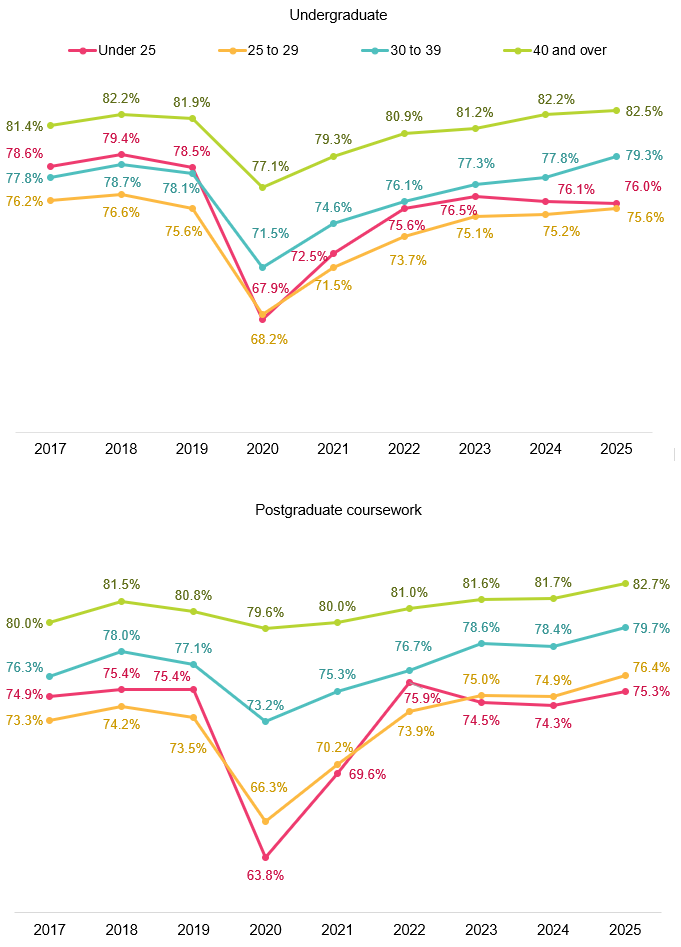 Undergraduate
Under 25 25 to 29 30 to 39 40 and over
82.2% 81.9% 82.2% 82.5%
81.4% 80.9% 81.2%
78.6% 79.4% 78.5% 77.1% 79.3% 77.3% 77.8% 79.3%
77.8% 78.7% 78.1% 76.1% 76.1% 76.0%
76.2% 76.6% 75.6% 71.5% 74.6% 75.6% 76.5% 75.2% 75.6%
72.5% 73.7% 75.1%
67.9% 71.5%
68.2%
2017 2018 2019 2020 2021 2022 2023 2024 2025
Postgraduate coursework
80.0% 81.5% 80.8% 79.6% 80.0% 81.0% 81.6% 81.7% 82.7%
76.3% 78.0% 77.1% 73.2% 75.3% 76.7% 78.6% 78.4% 79.7%
74.9% 75.4% 75.4% 75.9% 75.0% 74.9% 76.4%
73.3% 74.2% 73.5% 70.2% 73.9% 74.5% 74.3% 75.3%
66.3% 69.6%
63.8%
2017 2018 2019 2020 2021 2022 2023 2024 2025